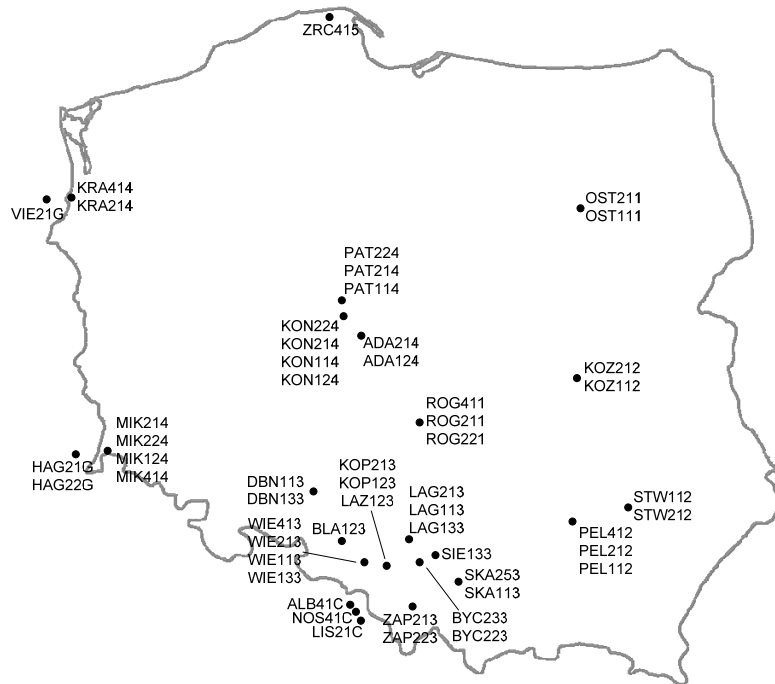 ZRC415
KRA414
KRA214
VIE21G
OST211
OST111
PAT224
PAT214
PAT114
KON224
KON214
KON114
KON124
ADA214
ADA124
KOZ212
KOZ112
ROG411
ROG211
ROG221
MIK214
MIK224
MIK124
MIK414
HAG21G
HAG22G
KOP213
KOP123
LAZ123
DBN113
DBN133
LAG213
LAG113
LAG133
STW112
STW212
WIE413
WIE213
WIE113
WIE133
BLA123
PEL412
PEL212
PEL112
SIE133
SKA253
SKA113
ALB41C
NOS41C
LIS21C
ZAP213
ZAP223
BYC233
BYC223